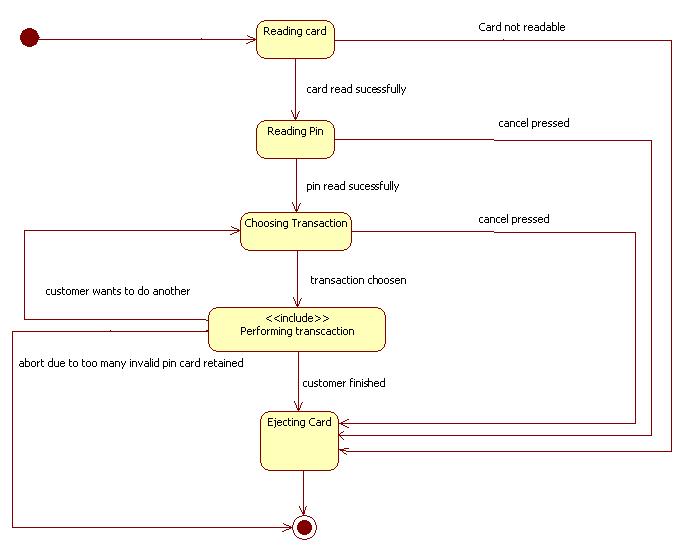 Reading card
Card not readable
card read sucessfully
Reading Pin
cancel pressed
pin read sucessfully
Choosing Transaction
cancel pressed
transaction choosen
customer wants to do another
<<include>>
Performing transcaction
abort due to too many invalid pin card retained
customer finished
Ejecting Card